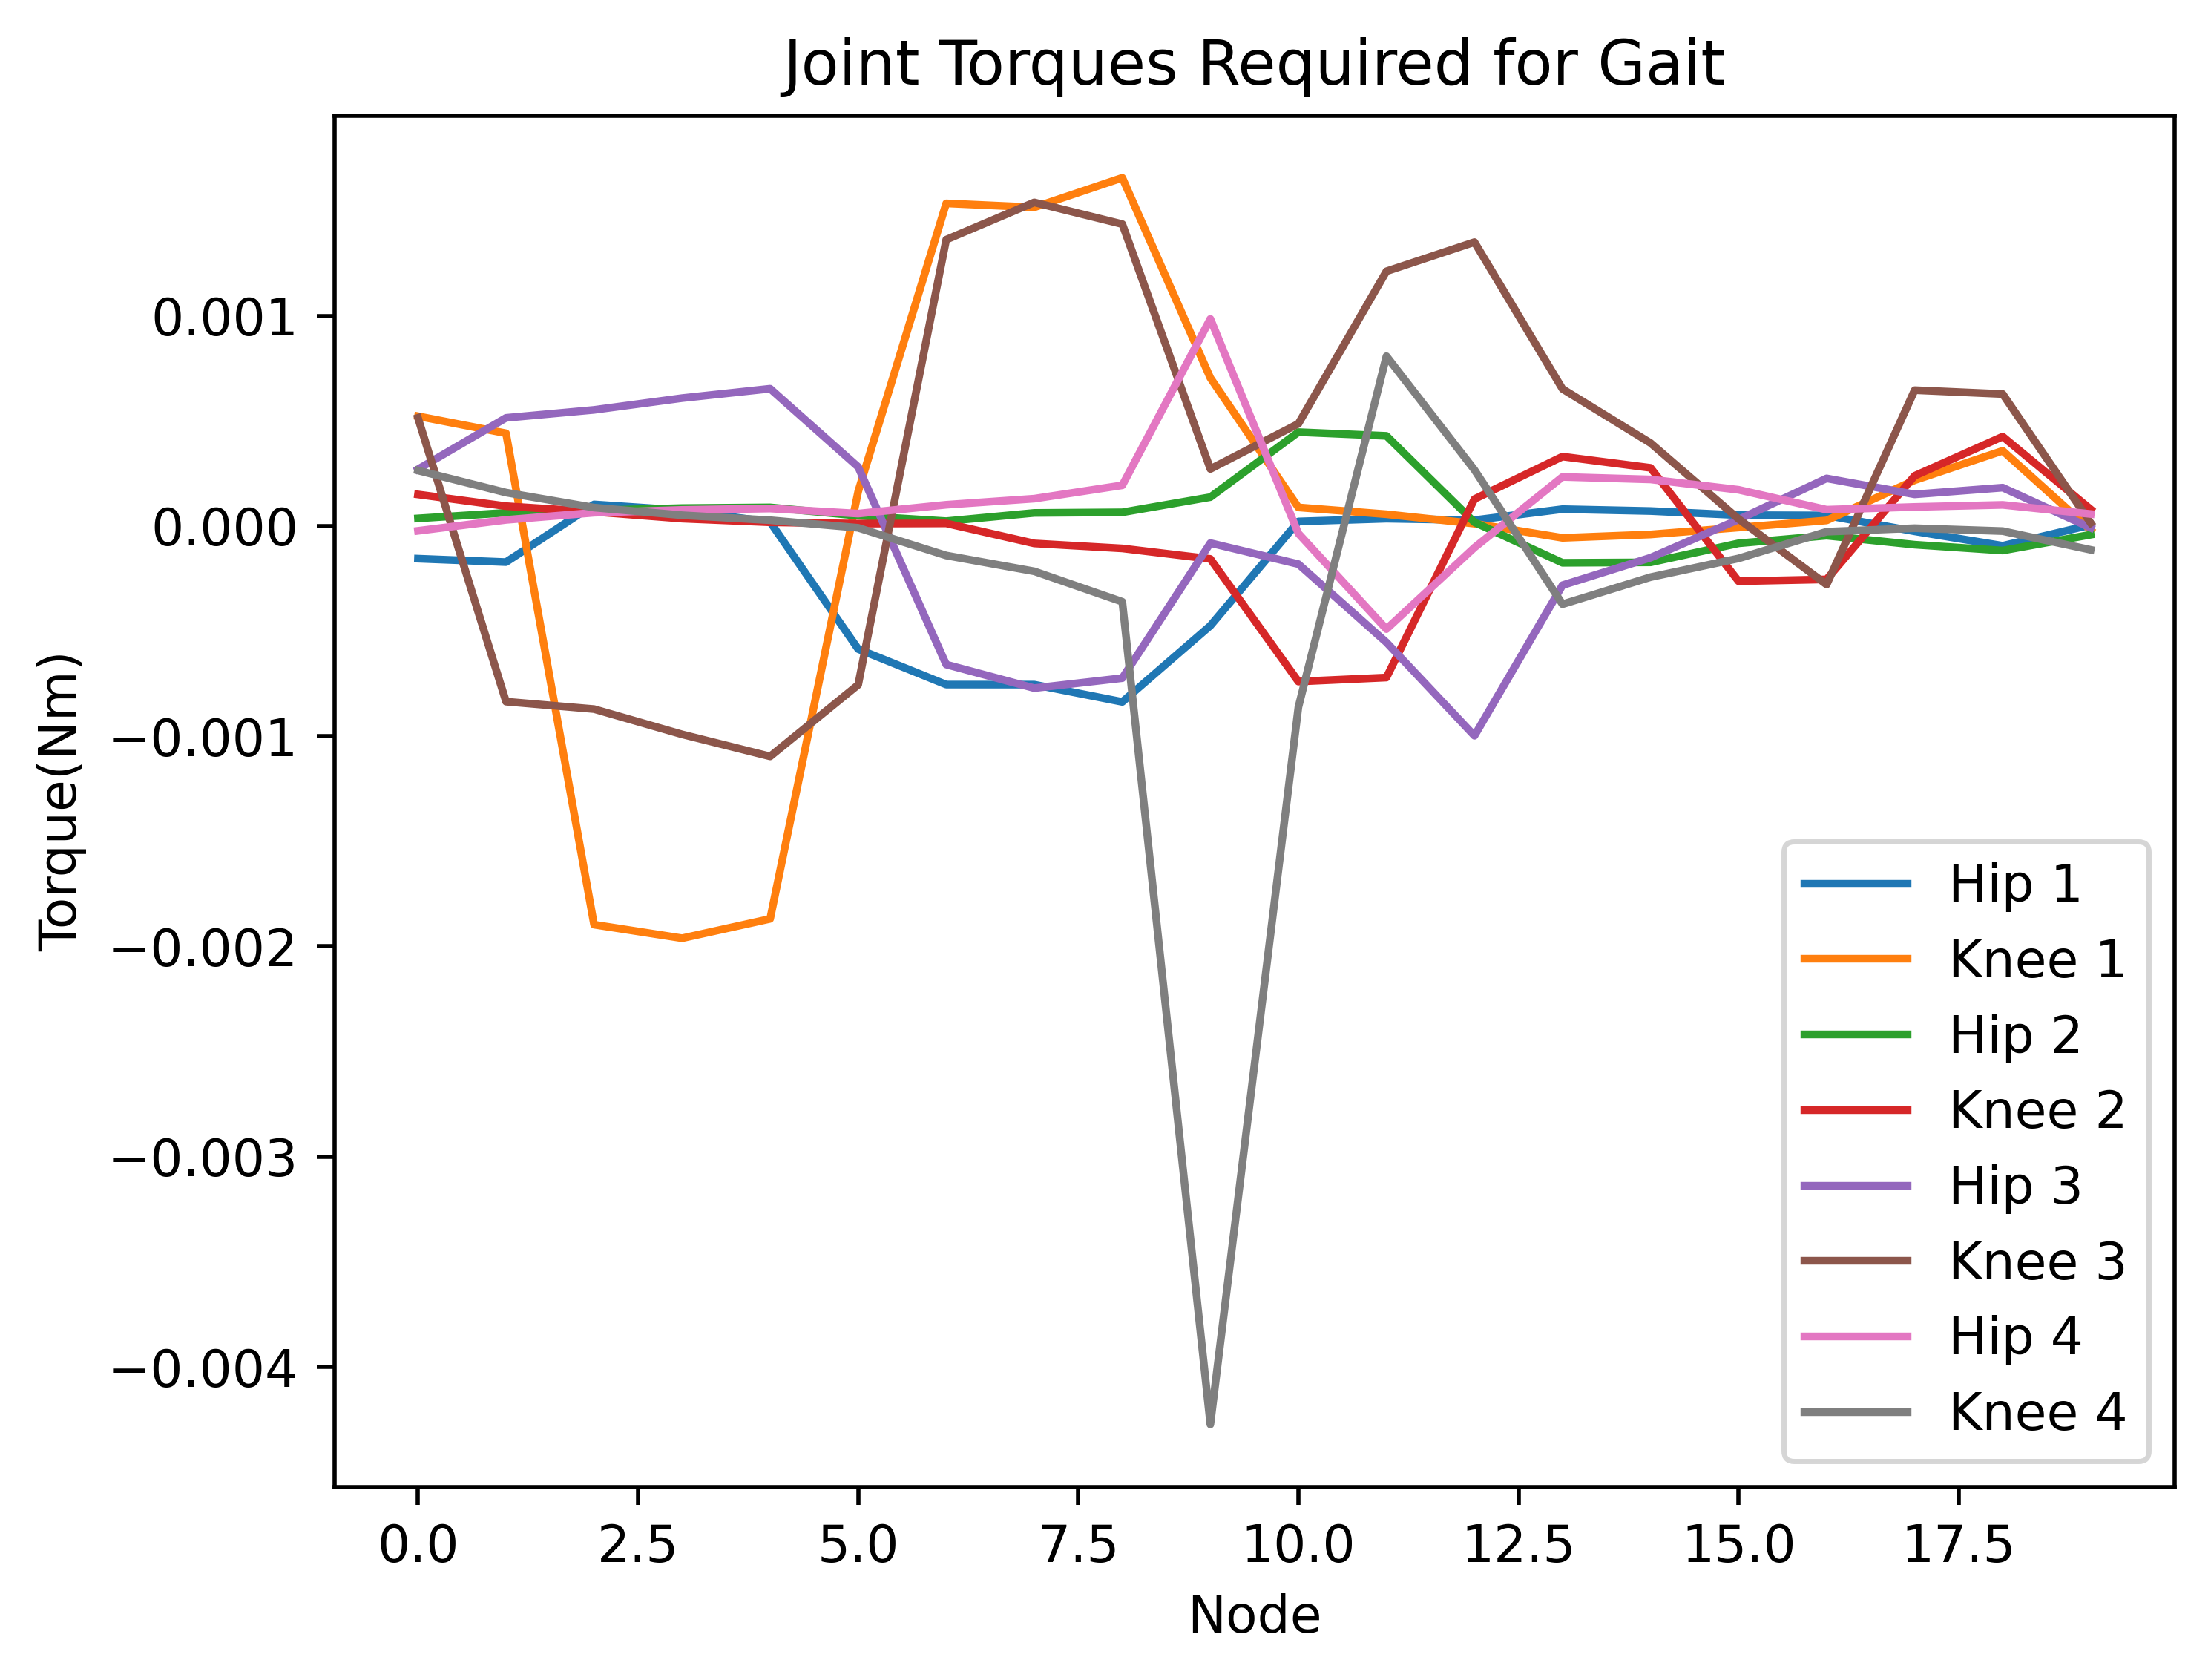 Joint Torques Required for Gait
Torque(Nm)
0.001
0.000
−0.001
−0.002
−0.003
−0.004
0.0 2.5 5.0 7.5 10.0 12.5 15.0 17.5
Node
Hip 1
Knee 1
Hip 2
Knee 2
Hip 3
Knee 3
Hip 4
Knee 4